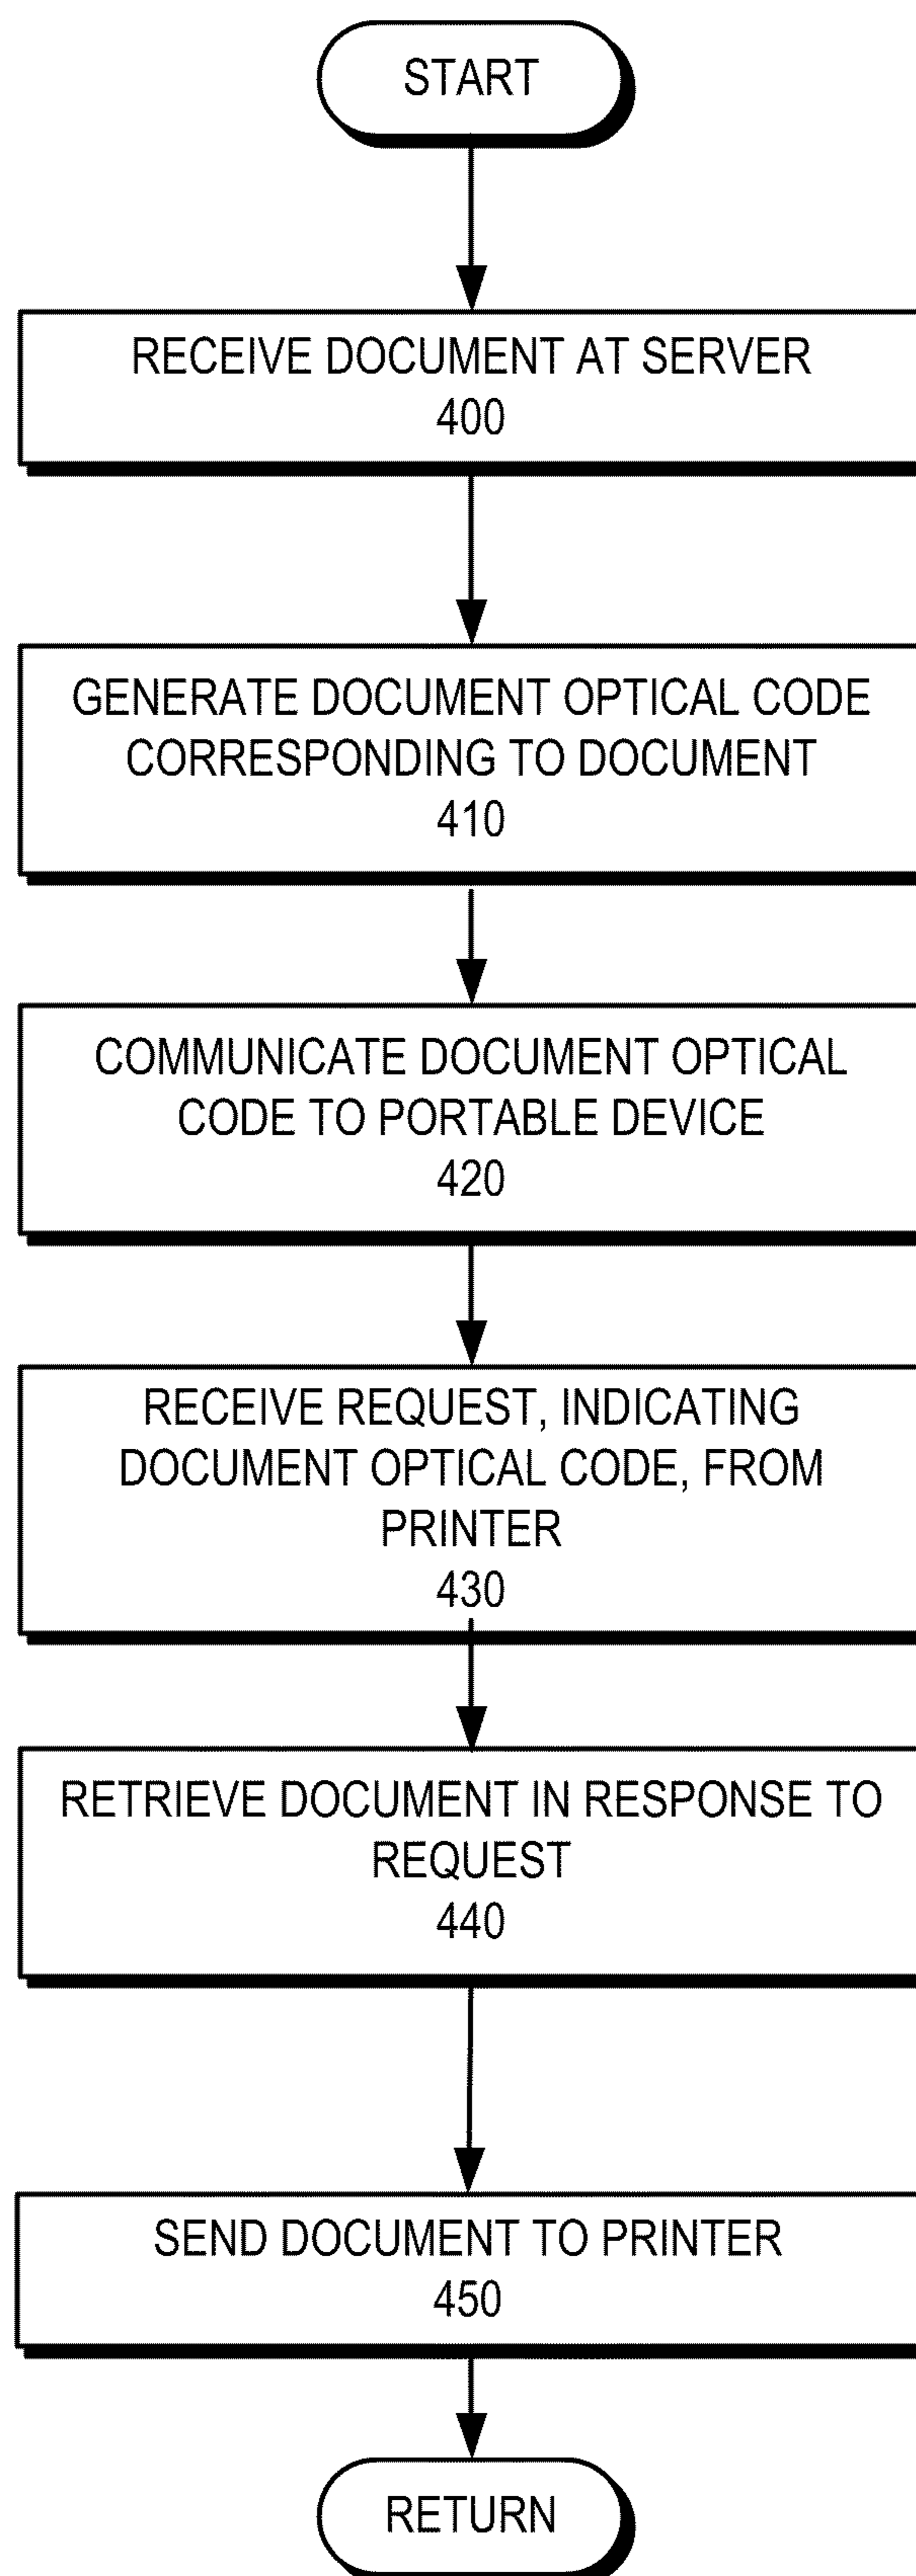 START
RECEIVE DOCUMENT AT SERVER
400
GENERATE DOCUMENT OPTICAL CODE
CORRESPONDING TO DOCUMENT
410
COMMUNICATE DOCUMENT OPTICAL
CODE TO PORTABLE DEVICE
420
RECEIVE REQUEST, INDICATING
DOCUMENT OPTICAL CODE, FROM
PRINTER
430
RETRIEVE DOCUMENT IN RESPONSE TO
REQUEST
440
SEND DOCUMENT TO PRINTER
450
RETURN